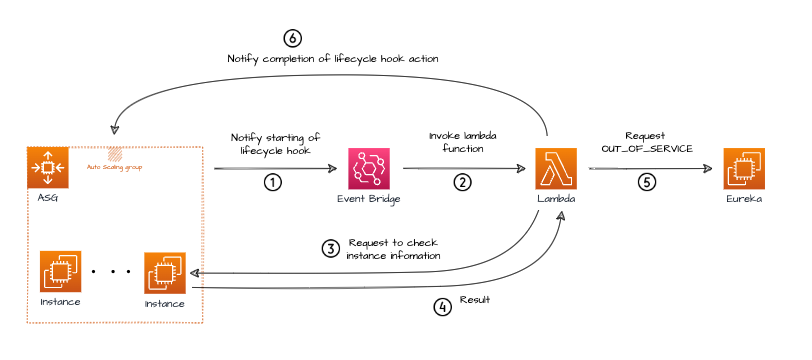 6
Notify completion of lifecycle hook action
Auto Scaling group
ASG
Notify starting of
lifecycle hook
1
Event Bridge
Invoke lambda
function
2
Lambda
Request
OUT_OF_SERVICE
5
Eureka
3
Request to check
instance infomation
Instance
Instance
4
Result